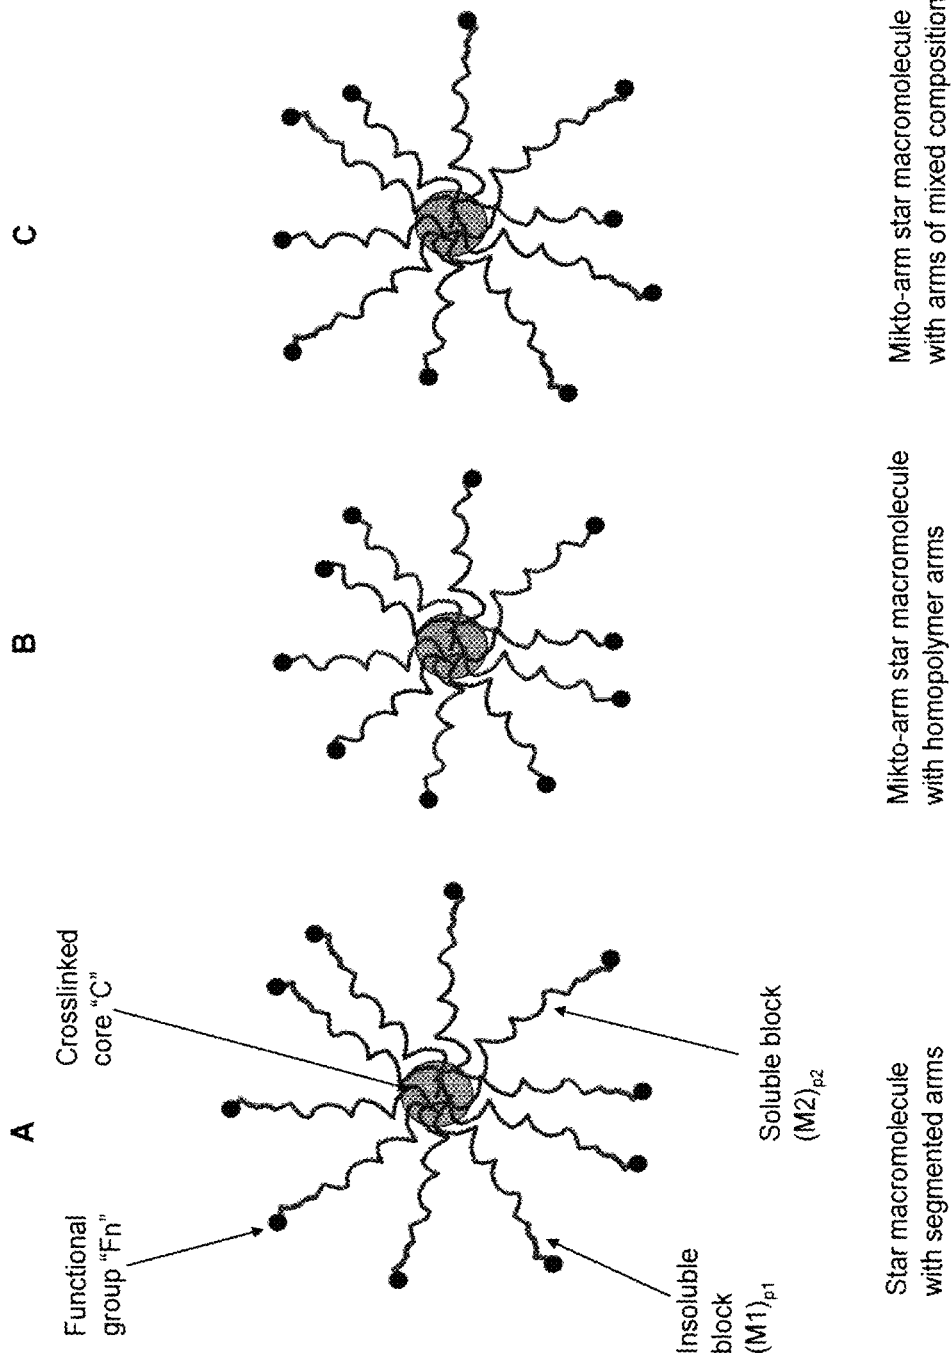 A
B
C
Functional
group "Fn"
Crosslinked
core "C"
Insoluble
block
(M1)p1
Soluble block
(M2)p2
Star macromolecule
with segmented arms
Mikto-arm star macromolecule
with homopolymer arms
Mikto-arm star macromolecule
with arms of mixed composition